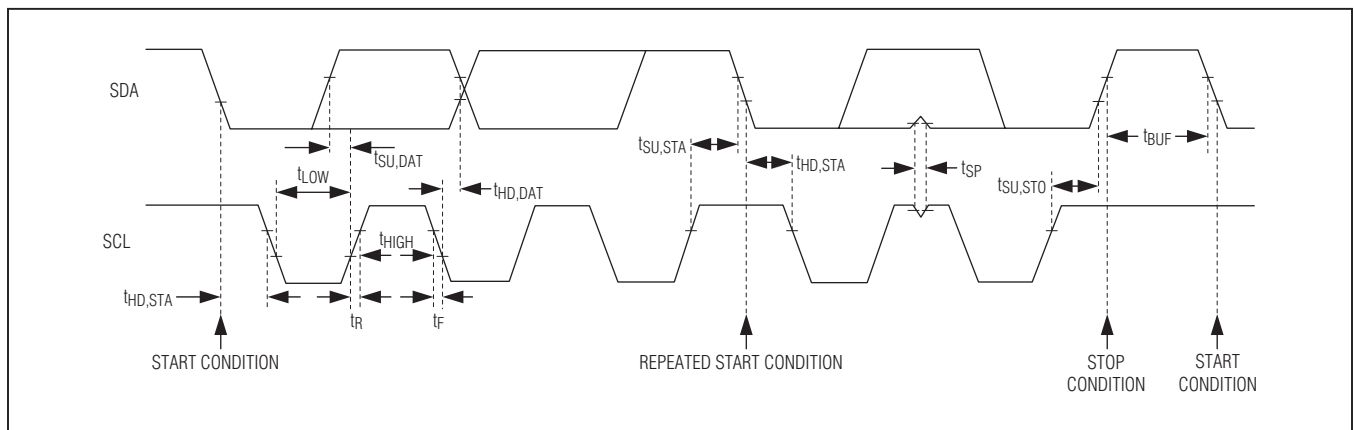 SDA
tSU,DAT
tLOW
tHD,DAT
tSU,STA
tHD,STA
tSP
tSU,STO
tBUF
SCL
tHIGH
tHD,STA
tR
tF
START CONDITION
REPEATED START CONDITION
STOP
CONDITION
START
CONDITION